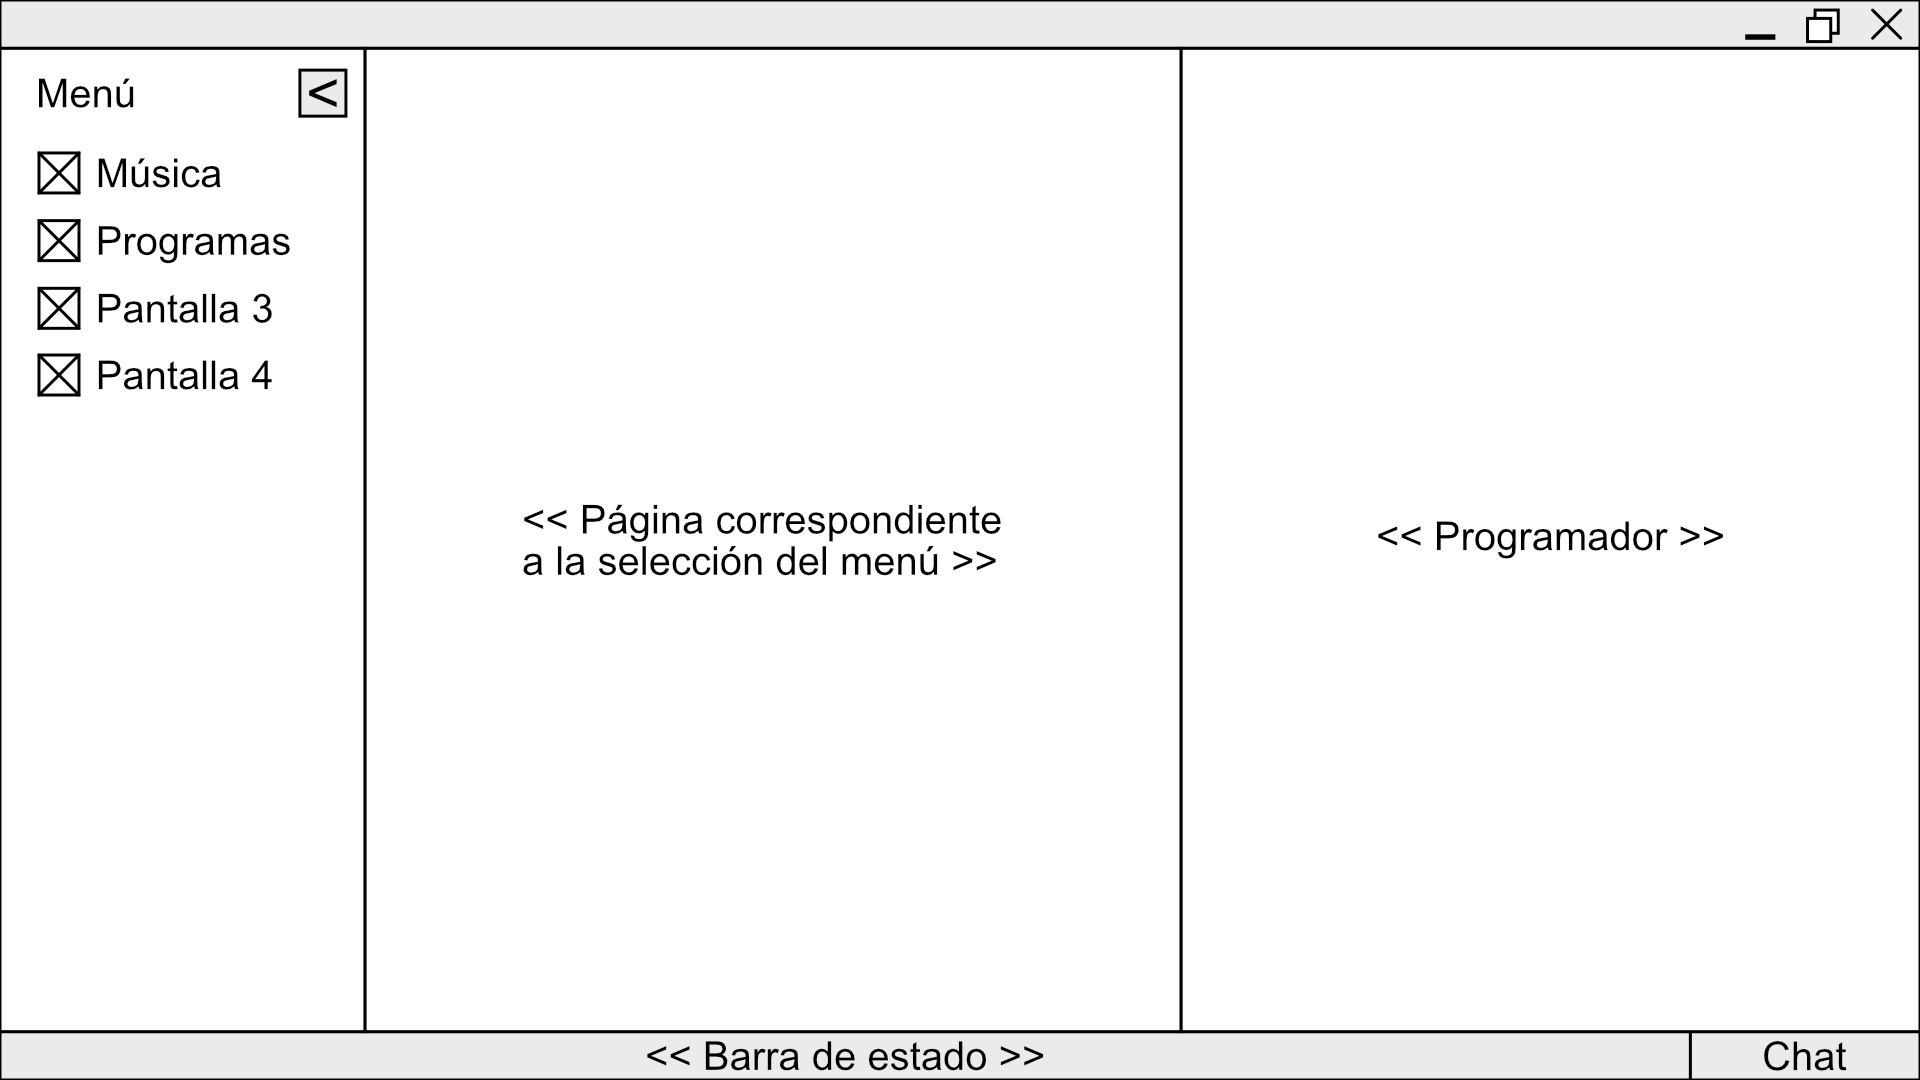 Menú
<
Música
Programas
Pantalla 3
Pantalla 4
<< Página correspondiente
a la selección del menú >>
<< Programador >>
<< Barra de estado >>
Chat